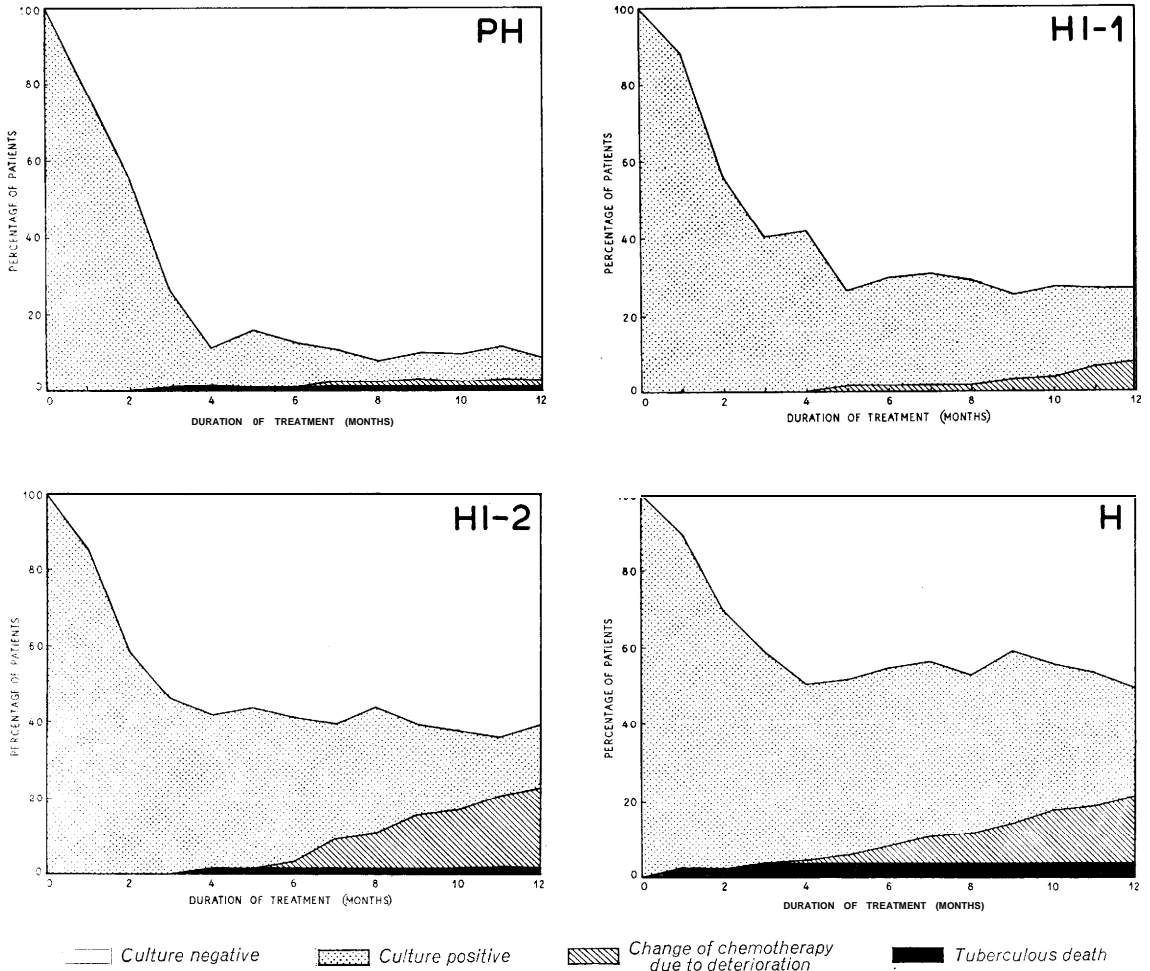 PH
PERCENTAGE OF PATIENTS
100
80
60
40
20
0 2 4 6 8 10 12
DURATION 0F TREATMENT (MONTHS)
HI-1
PERCENTAGE OF PATIENTS
100
80
60
40
20
0
0 2 4 6 8 10 12
DURATION OF TREATMENT (MONTHS)
HI-2
PERCENTAGE OF PATIENTS
100
80
60
40
20
0
2 4 6 8 10 12
DURATION OF TREATMENT (MONTHS)
H
PERCENTAGE OF PATIENTS
80
60
40
20
0
0 2 4 6 8 10 12
DURATION OF TREATMENT (MONTHS)
Culture negative
Culture positive
Change of chemotherapy
due to deterioration
Tuberculous death